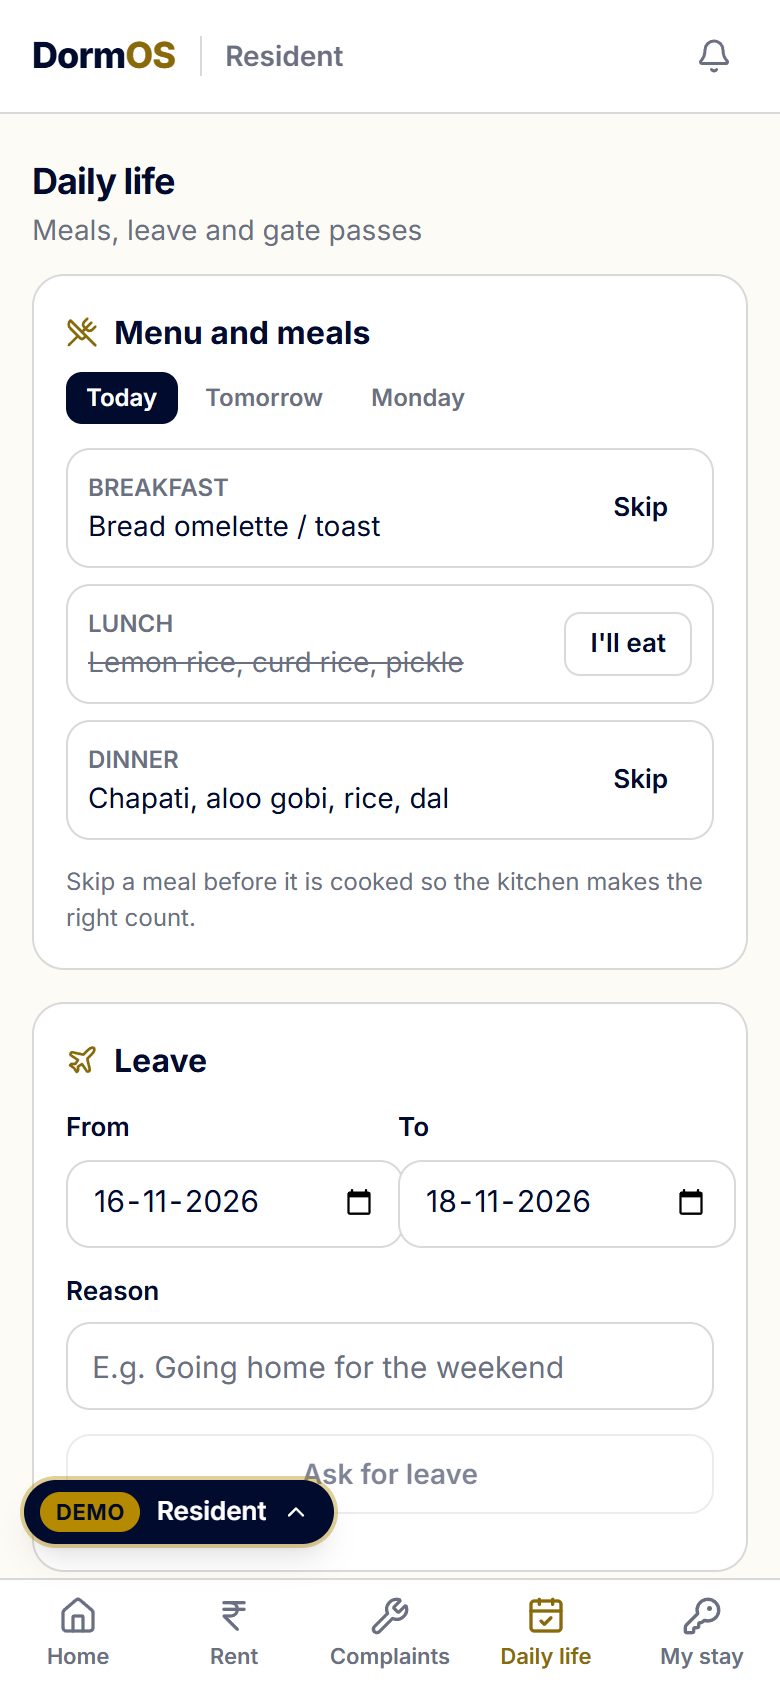 DormOS Resident
Daily life
Meals, leave and gate passes
Menu and meals
Today Tomorrow Monday
BREAKFAST
Bread omelette / toast
Skip
LUNCH
Lemon rice, curd rice, pickle
I'll eat
DINNER
Chapati, aloo gobi, rice, dal
Skip
Skip a meal before it is cooked so the kitchen makes the
right count.
Leave
From To
16-11-2026 18-11-2026
Reason
E.g. Going home for the weekend
Ask for leave
DEMO Resident
Home Rent Complaints Daily life My stay